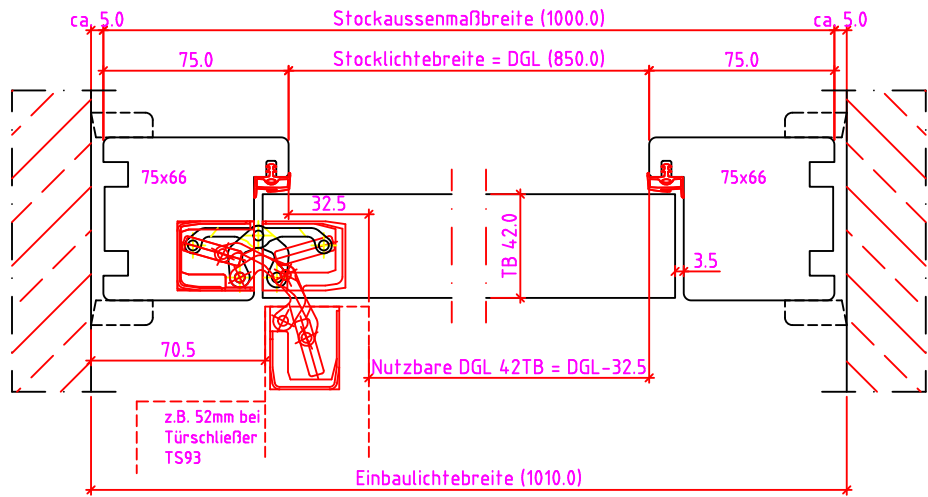 ca. 5.0
Stockaussenmaßbreite (1000.0)
ca. 5.0
75.0
Stocklichtebreite = DGL (850.0)
75.0
75x66
75x66
32.5
TB 42.0
3.5
70.5
Nutzbare DGL 42TB = DGL-32.5
z.B. 52mm bei
Türschließer
TS93
Einbaulichtebreite (1010.0)